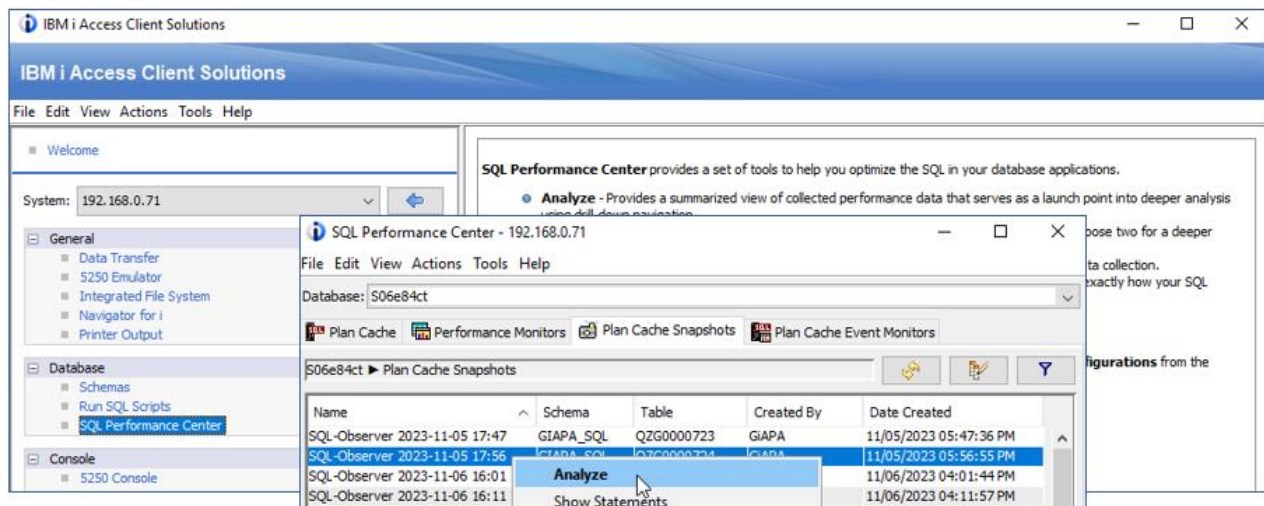 IBM i Access Client Solutions
IBM i Access Client Solutions
File Edit View Actions Tools Help
Welcome
System: 192.168.0.71
General
Data Transfer
5250 Emulator
Integrated File System
Navigator for i
Printer Output
Database
Schemas
Run SQL Scripts
SQL Performance Center
Console
5250 Console
SQL Performance Center provides a set of tools to help you optimize the SQL in your database applications.
Analyze - Provides a summarized view of collected performance data that serves as a launch point into deeper analysis
using drill-down navigation
pose two for a deeper
ta collection.
exactly how your SQL
figurations from the
SQL Performance Center - 192.168.0.71
File Edit View Actions Tools Help
Database: S06e84ct
Plan Cache Performance Monitors Plan Cache Snapshots Plan Cache Event Monitors
S06e84ct ▶ Plan Cache Snapshots
Name Schema Table Created By Date Created
SQL-Observer 2023-11-05 17:47 GIAPA_SQL QZG0000723 GiAPA 11/05/2023 05:47:36 PM
SQL-Observer 2023-11-05 17:56 GIAPA_SQL QZG0000724 GiAPA 11/05/2023 05:56:55 PM
SQL-Observer 2023-11-06 16:01 11/06/2023 04:01:44 PM
SQL-Observer 2023-11-06 16:11 11/06/2023 04:11:57 PM
Analyze
Show Statements